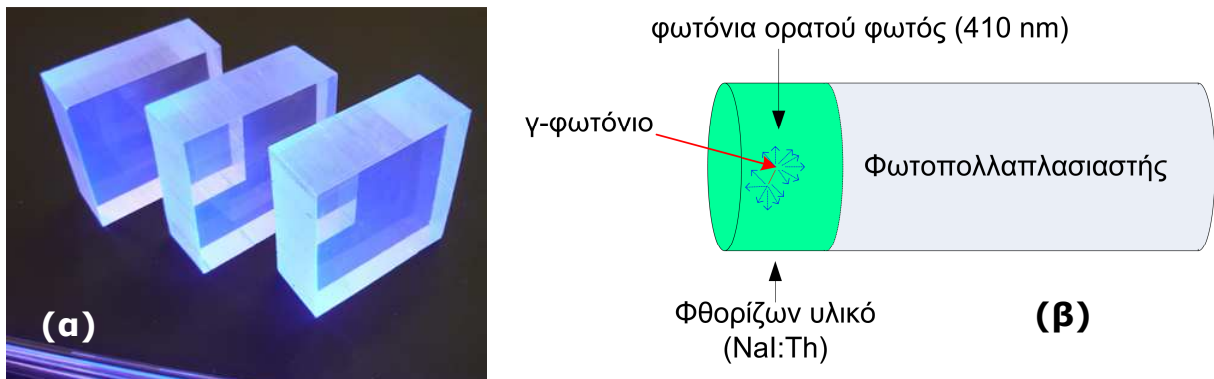 φωτόνια ορατού φωτός (410 nm)
γ-φωτόνιο
Φωτοπολλαπλασιαστής
Φθορίζων υλικό
(NaI:Th)
(α)
(β)